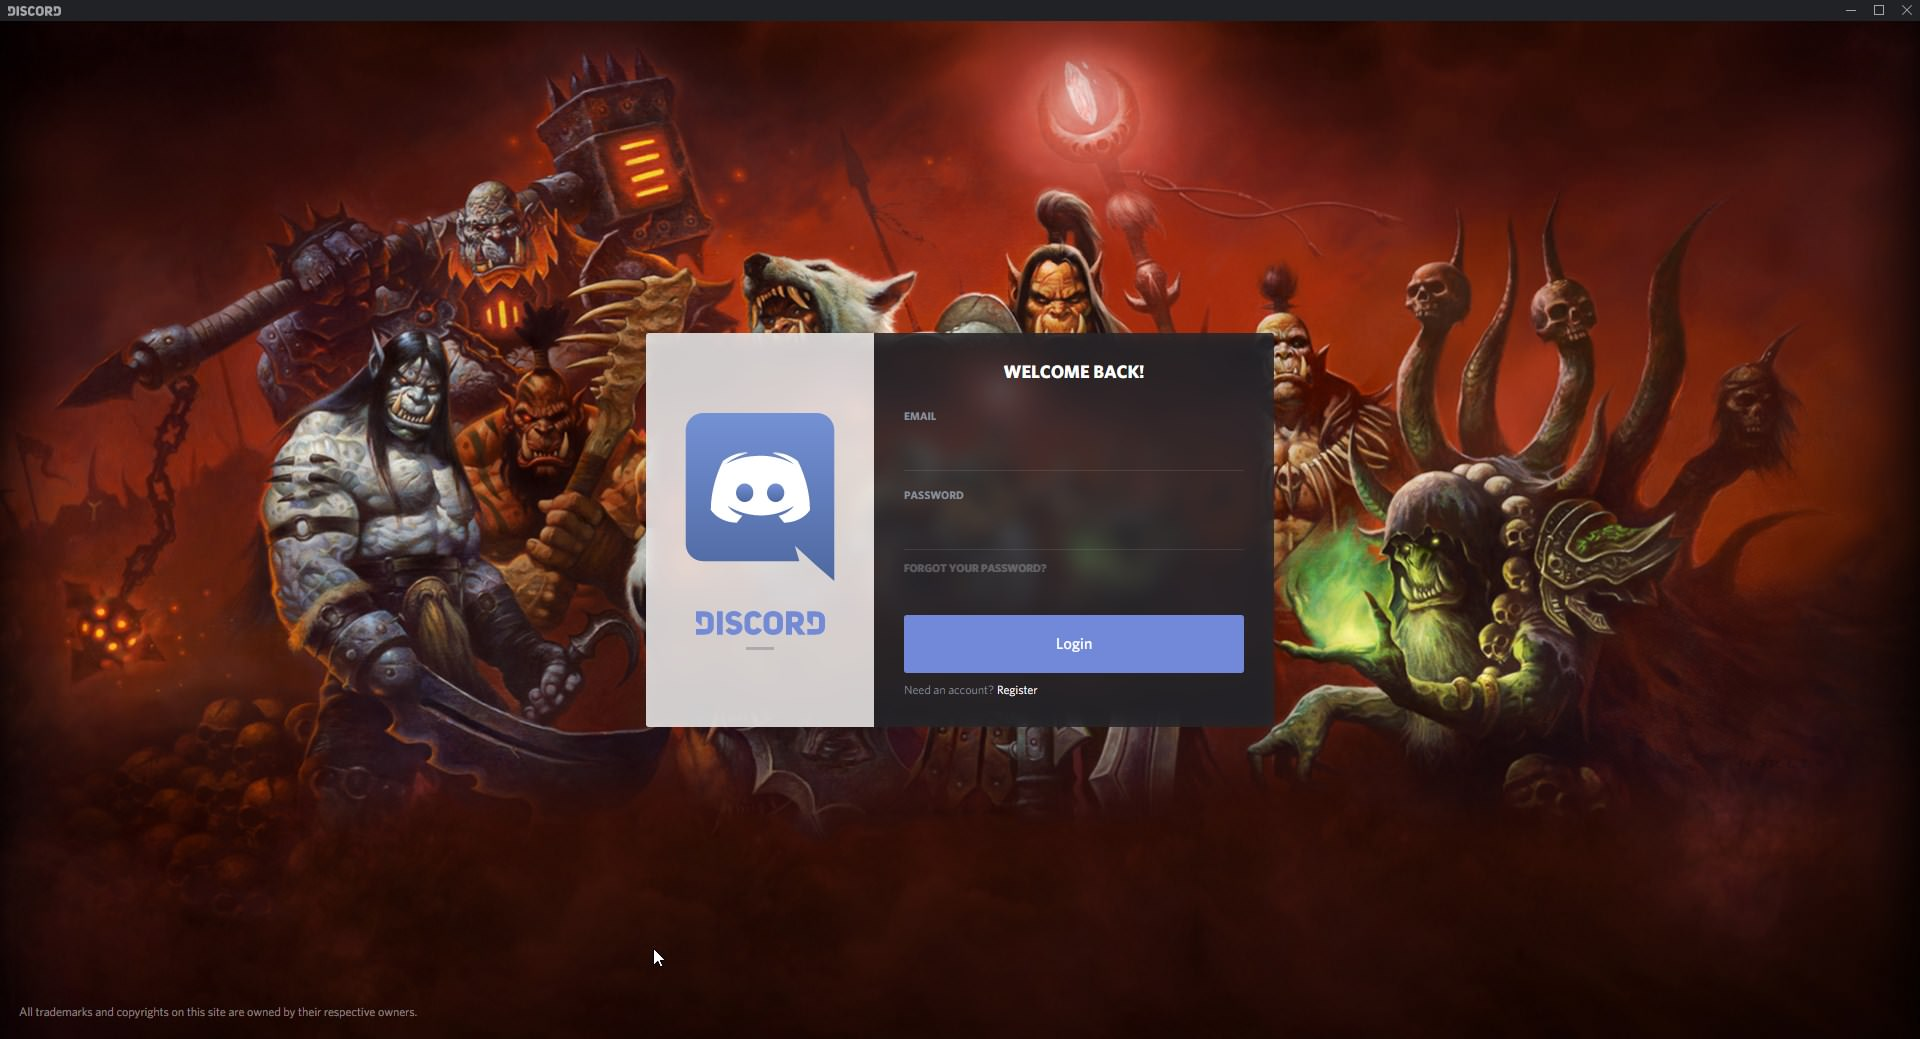 DISCORD
WELCOME BACK!
EMAIL
PASSWORD
FORGOT YOUR PASSWORD?
DISCORD
Login
Need an account? Register
All trademarks and copyrights on this site are owned by their respective owners.